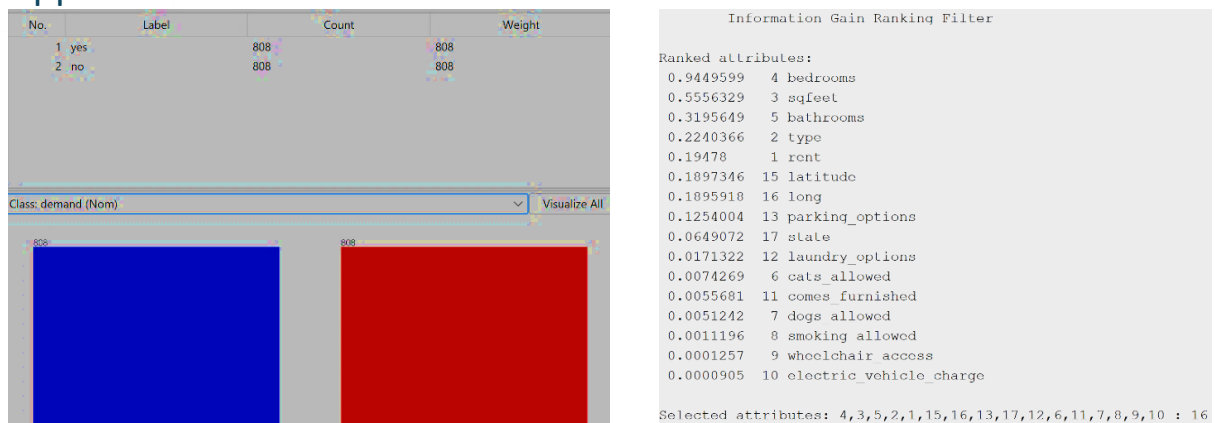 No. Label Count Weight
1 yes 808 808
2 no 808 808
Class: demand (Nom) Visualize All
808 808
Information Gain Ranking Filter
Ranked attributes:
0.9449599 4 bedrooms
0.5556329 3 sqfeet
0.3195649 5 bathrooms
0.2240366 2 type
0.19478 1 rent
0.1897346 15 latitude
0.1895918 16 long
0.1254004 13 parking_options
0.0649072 17 state
0.0171322 12 laundry_options
0.0074269 6 cats_allowed
0.0055681 11 comes_furnished
0.0051242 7 dogs_allowed
0.0011196 8 smoking_allowed
0.0001257 9 wheelchair_access
0.0000905 10 electric_vehicle_charge
Selected attributes: 4,3,5,2,1,15,16,13,17,12,6,11,7,8,9,10 : 16